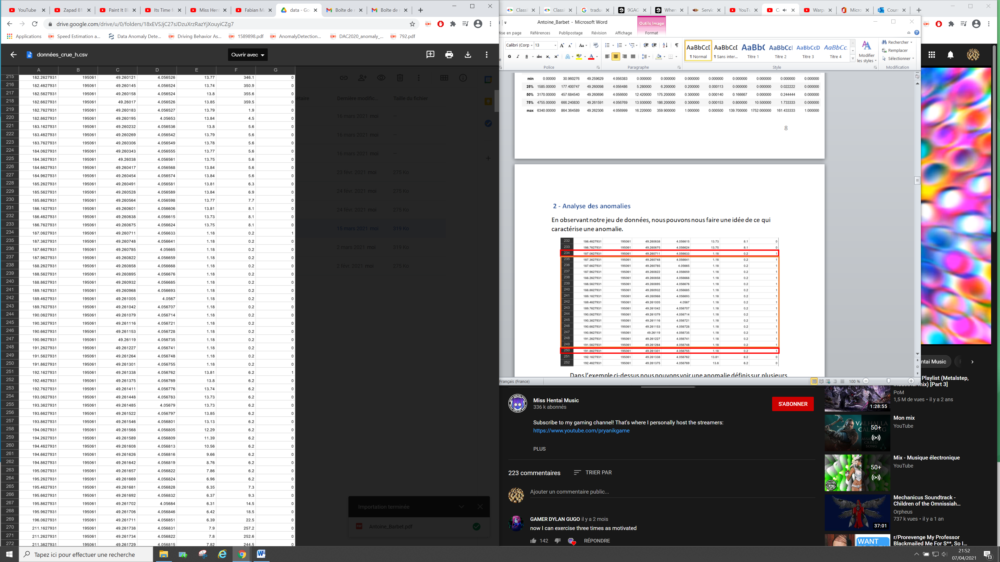 YouTube
Zapad 81
Paint It Bl
Its Time fo
Miss Hent
Fabian Ma
data - Go
Boîte de r
Boîte de r
drive.google.com/drive/u/0/folders/18xEVSJjC27sJDzuXrzRazYjXouyiCZg7
Applications
Speed Estimation a...
Data Anomaly Dete...
Driving Behavior As...
1589898.pdf
AnomalyDetection...
DAC2020_anomaly_...
792.pdf
données_crue_h.csv
Ouvrir avec
A B C D E F G
215 182.2627931 195061 49.260121 4.056526 13.77 346.1 0
216 182.4627931 195061 49.260145 4.056524 13.74 350.9 0
217 182.5627931 195061 49.260158 4.056524 13.8 355.6 0
218 182.6627931 195061 49.26017 4.056526 13.85 359.5 0
219 182.7627931 195061 49.260183 4.056527 13.79 1.9 0
220 182.8627931 195061 49.260195 4.05653 13.84 4.5 0
221 183.1627931 195061 49.260232 4.056536 13.8 5.6 0
222 183.4627931 195061 49.260269 4.056542 13.79 5.6 0
223 183.7627931 195061 49.260306 4.056549 13.78 5.6 0
224 184.0627931 195061 49.260343 4.056555 13.77 5.6 0
225 184.3627931 195061 49.26038 4.056561 13.75 5.6 0
226 184.6627931 195061 49.260417 4.056568 13.84 5.6 0
227 184.9627931 195061 49.260454 4.056574 13.84 5.6 0
228 185.2627931 195061 49.260491 4.056581 13.81 6.3 0
229 185.5627931 195061 49.260528 4.056589 13.84 6.9 0
230 185.8627931 195061 49.260564 4.056598 13.77 7.7 0
231 186.1627931 195061 49.260601 4.056606 13.81 8.1 0
232 186.4627931 195061 49.260638 4.056615 13.73 8.1 0
233 186.7627931 195061 49.260675 4.056624 13.75 8.1 0
234 187.0627931 195061 49.260711 4.056633 1.18 0.2 1
235 187.3627931 195061 49.260748 4.056641 1.18 0.2 0
236 187.6627931 195061 49.260785 4.05665 1.18 0.2 0
237 187.9627931 195061 49.260822 4.056659 1.18 0.2 0
238 188.2627931 195061 49.260858 4.056668 1.18 0.2 0
239 188.5627931 195061 49.260895 4.056676 1.18 0.2 0
240 188.8627931 195061 49.260932 4.056685 1.18 0.2 0
241 189.1627931 195061 49.260968 4.056693 1.18 0.2 0
242 189.4627931 195061 49.261005 4.0567 1.18 0.2 0
243 189.7627931 195061 49.261042 4.056707 1.18 0.2 0
244 190.0627931 195061 49.261079 4.056714 1.18 0.2 0
245 190.3627931 195061 49.261116 4.056721 1.18 0.2 0
246 190.6627931 195061 49.261153 4.056728 1.18 0.2 0
247 190.9627931 195061 49.26119 4.056735 1.18 0.2 0
248 191.2627931 195061 49.261227 4.056741 1.18 0.2 0
249 191.5627931 195061 49.261264 4.056748 1.18 0.2 0
250 191.8627931 195061 49.261301 4.056755 1.18 0.2 0
251 192.1627931 195061 49.261338 4.056762 13.81 6.2 1
252 192.4627931 195061 49.261375 4.056769 13.8 6.2 0
253 192.7627931 195061 49.261411 4.056776 13.74 6.2 0
254 193.0627931 195061 49.261448 4.056783 13.73 6.2 0
255 193.3627931 195061 49.261485 4.05679 13.73 6.2 0
256 193.6627931 195061 49.261522 4.056797 13.85 6.2 0
257 193.8627931 195061 49.261546 4.056801 13.13 6.2 0
258 194.0627931 195061 49.261568 4.056805 12.29 6.2 0
259 194.2627931 195061 49.261589 4.056809 11.39 6.2 0
260 194.4627931 195061 49.261608 4.056813 10.56 6.2 0
261 194.6627931 195061 49.261626 4.056816 9.66 6.2 0
262 194.8627931 195061 49.261642 4.056819 8.76 6.2 0
263 195.0627931 195061 49.261657 4.056822 7.86 6.2 0
264 195.2627931 195061 49.261669 4.056824 6.96 6.2 0
265 195.4627931 195061 49.261681 4.056828 6.35 7.3 0
266 195.6627931 195061 49.261692 4.056832 6.37 9.3 0
267 195.8627931 195061 49.261702 4.05684 6.31 14.5 0
268 195.9627931 195061 49.261706 4.056846 6.42 18.5 0
269 196.0627931 195061 49.261711 4.056851 6.39 22.5 0
270 211.1627931 195061 49.261738 4.056831 7.9 257.2 0
271 211.2627931 195061 49.261734 4.056822 7.8 252.6 0
272 211.3627931 195061 49.261729 4.056815 7.82 244.5 0
étaire Dernière modific... Taille du fichier
16 mars 2021 moi —
16 mars 2021 moi —
16 mars 2021 moi —
23 févr. 2021 moi 275 Ko
24 févr. 2021 moi 275 Ko
24 févr. 2021 moi 275 Ko
15 mars 2021 moi 319 Ko
2 mars 2021 moi 319 Ko
2 févr. 2021 moi 275 Ko
Importation terminée
Antoine_Barbet.pdf
Classi
Classi
traduc
9GAG
When
Servic
YouTu
Ca
Warp
Micro
Courr
Antoine_Barbet - Microsoft Word
Outils Image
ise en page
Références
Publipostage
Révision
Affichage
Format
Calibri (Corp
13
AaBbCcD
AaBbCcD
AaBbC
AaBbCcl
AaBbCcD
AaBbCc.
¶ Normal
¶ Sans inter...
Titre 1
Titre 2
Titre 3
Titre 4
Modifier
les styles
Rechercher
Remplacer
Sélectionner
Police
Paragraphe
Style
Modification
min 0.00000 30.960276 49.259629 4.056383 0.000000 0.000000 0.000000 0.000000 0.000000 0.000000 0.000000 0.000000
25% 1585.00000 177.400747 49.260098 4.056486 5.280000 6.200000 0.200000 0.000113 0.000000 0.000000 0.022222 0.000000
50% 3170.00000 457.684540 49.260696 4.056600 12.420000 175.200000 0.300000 0.000140 0.166667 0.000000 0.244444 0.000000
75% 4755.00000 666.240830 49.261591 4.056769 13.930000 186.200000 0.300000 0.000153 0.800000 10.500000 1.733333 0.000000
max 6340.00000 864.364589 49.262306 4.056999 16.220000 359.900000 1.000000 0.000500 139.700000 1752.000000 161.433333 1.000000
8
2 - Analyse des anomalies
En observant notre jeu de données, nous pouvons nous faire une idée de ce qui
caractérise une anomalie.
232 186.4627931 195061 49.260638 4.056615 13.73 8.1 0
233 186.7627931 195061 49.260675 4.056624 13.75 8.1 0
234 187.0627931 195061 49.260711 4.056633 1.18 0.2 1
235 187.3627931 195061 49.260748 4.056641 1.18 0.2 1
236 187.6627931 195061 49.260785 4.05665 1.18 0.2 1
237 187.9627931 195061 49.260822 4.056659 1.18 0.2 1
238 188.2627931 195061 49.260858 4.056668 1.18 0.2 1
239 188.5627931 195061 49.260895 4.056676 1.18 0.2 1
240 188.8627931 195061 49.260932 4.056685 1.18 0.2 1
241 189.1627931 195061 49.260968 4.056693 1.18 0.2 1
242 189.4627931 195061 49.261005 4.0567 1.18 0.2 1
243 189.7627931 195061 49.261042 4.056707 1.18 0.2 1
244 190.0627931 195061 49.261079 4.056714 1.18 0.2 1
245 190.3627931 195061 49.261116 4.056721 1.18 0.2 1
246 190.6627931 195061 49.261153 4.056728 1.18 0.2 1
247 190.9627931 195061 49.26119 4.056735 1.18 0.2 1
248 191.2627931 195061 49.261227 4.056741 1.18 0.2 1
249 191.5627931 195061 49.261264 4.056748 1.18 0.2 1
250 191.8627931 195061 49.261301 4.056755 1.18 0.2 1
251 192.1627931 195061 49.261338 4.056762 13.81 6.2 0
252 192.4627931 195061 49.261375 4.056769 13.8 6.2 0
Dans l'exemple ci-dessus nous pouvons voir une anomalie définis sur plusieurs
Français (France)
100 %
ntai Music
Miss Hentai Music
336 k abonnés
S'ABONNER
Subscribe to my gaming channel! That's where I personally host the streamers:
https://www.youtube.com/pryanikgame
PLUS
223 commentaires
TRIER PAR
Ajouter un commentaire public...
GAMER DYLAN GUGO il y a 2 mois
now I can exercise three times as motivated
142
RÉPONDRE
Playlist (Metalstep,
Industrial mix) [Part 3]
PoM
1,5 M de vues • il y a 2 ans
1:28:55
VALHALLA
CALLING
ASSASSIN'S
CREED
SONG
50+
Mon mix
YouTube
50+
Mix - Musique électronique
YouTube
Mechanicus Soundtrack -
Children of the Omnissiah...
Orpheus
737 k vues • il y a 1 an
37:01
WANT
r/Prorevenge My Professor
Blackmailed Me For S**, So I...
Tapez ici pour effectuer une recherche
21:52
07/04/2021
13